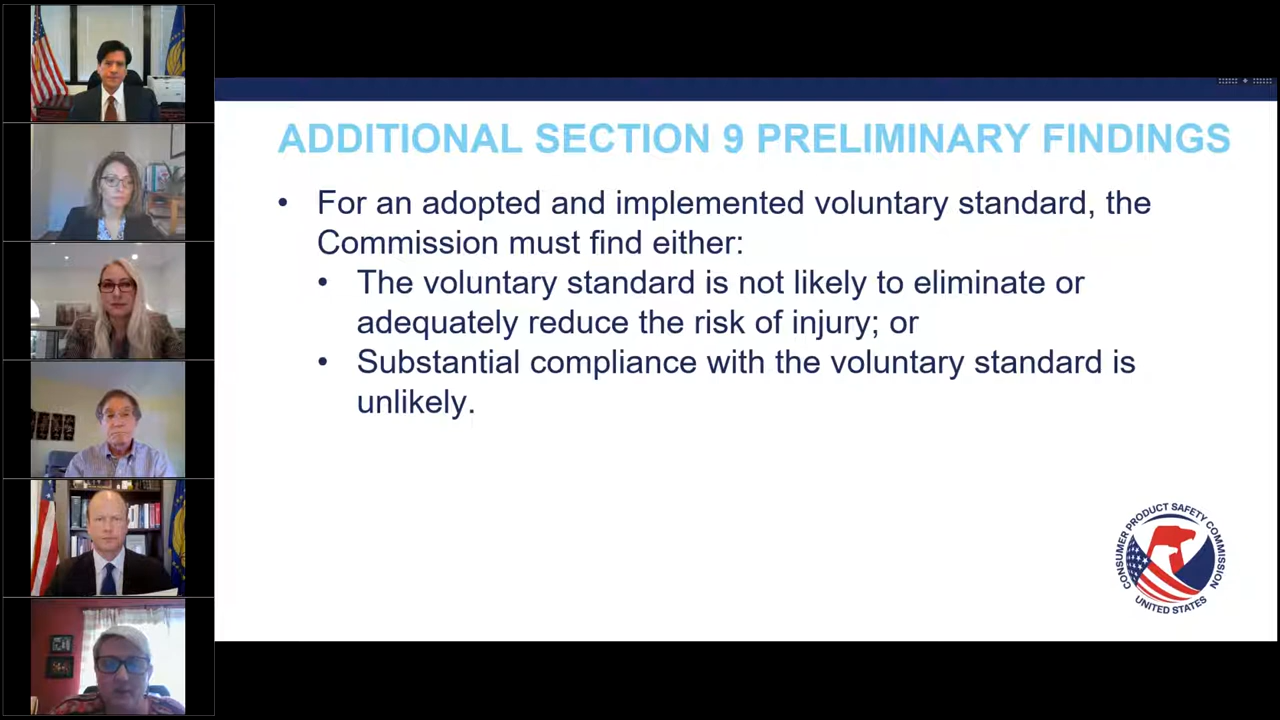 ADDITIONAL SECTION 9 PRELIMINARY FINDINGS
• For an adopted and implemented voluntary standard, the
Commission must find either:
• The voluntary standard is not likely to eliminate or
adequately reduce the risk of injury; or
• Substantial compliance with the voluntary standard is
unlikely.
CONSUMER PRODUCT SAFETY COMMISSION
UNITED STATES